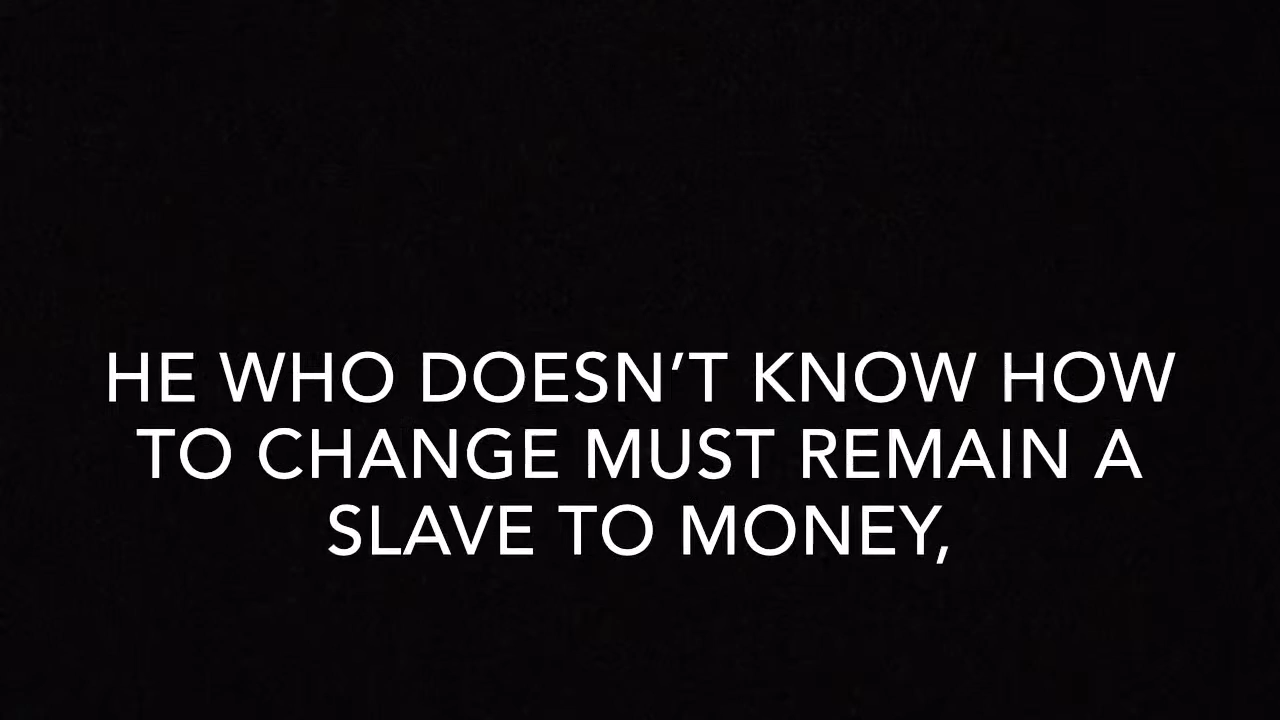 HE WHO DOESN’T KNOW HOW
TO CHANGE MUST REMAIN A
SLAVE TO MONEY,